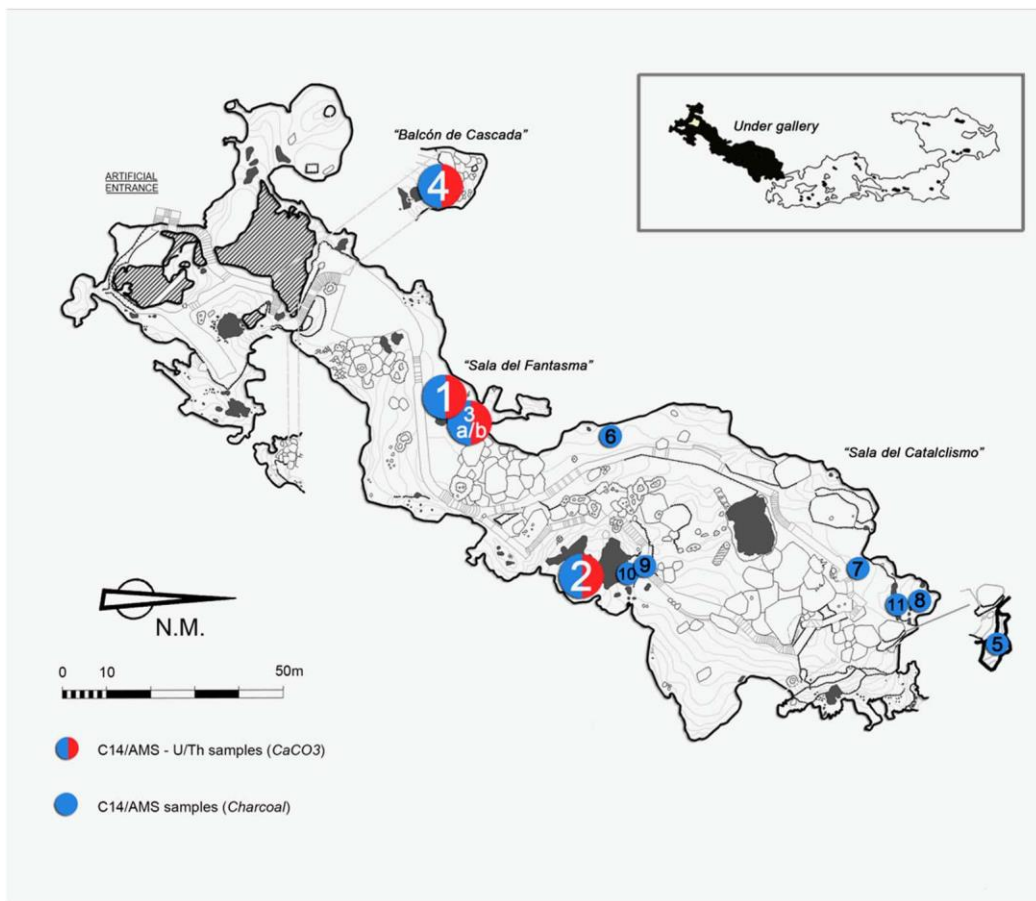 "Balcón de Cascada"
Under gallery
ARTIFICIAL
ENTRANCE
4
"Sala del Fantasma"
1
3
a/b
6
"Sala del Catalclismo"
2
10
9
7
11
8
5
N.M.
0 10 50m
C14/AMS - U/Th samples (CaCO3)
C14/AMS samples (Charcoal)